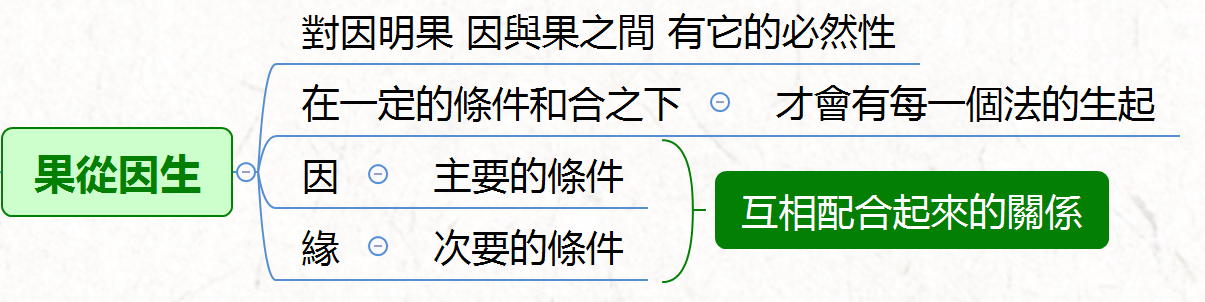 對因明果 因與果之間 有它的必然性
在一定的條件和合之下 才會有每一個法的生起
果從因生
因 主要的條件
互相配合起來的關係
緣 次要的條件